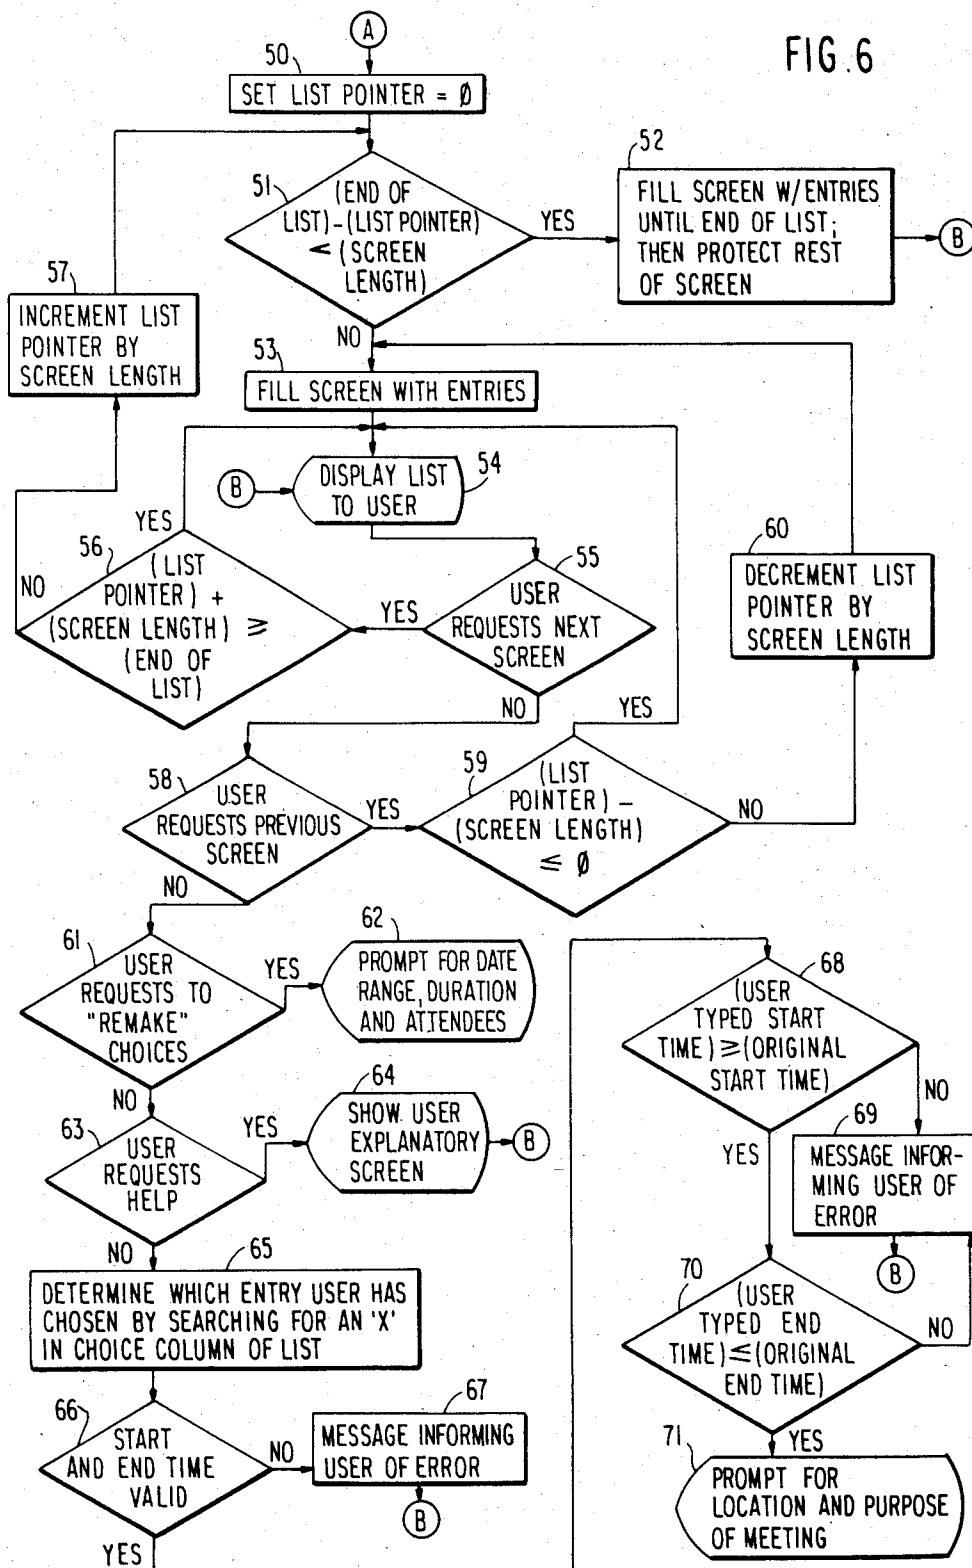 A
FIG.6
50
SET LIST POINTER = ∅
51
(END OF
LIST)-(LIST POINTER)
< (SCREEN
LENGTH)
YES
NO
52
FILL SCREEN W/ENTRIES
UNTIL END OF LIST;
THEN PROTECT REST
OF SCREEN
B
57
INCREMENT LIST
POINTER BY
SCREEN LENGTH
53
FILL SCREEN WITH ENTRIES
B
DISPLAY LIST
TO USER
54
YES
56
NO
(LIST
POINTER) +
(SCREEN LENGTH) ≥
(END OF
LIST)
YES
55
USER
REQUESTS NEXT
SCREEN
NO
60
DECREMENT LIST
POINTER BY
SCREEN LENGTH
58
USER
REQUESTS PREVIOUS
SCREEN
YES
NO
59
YES
(LIST
POINTER) -
(SCREEN LENGTH)
≤ ∅
NO
61
USER
REQUESTS TO
"REMAKE"
CHOICES
YES
NO
62
PROMPT FOR DATE
RANGE, DURATION
AND ATTENDEES
63
USER
REQUESTS
HELP
YES
NO
64
SHOW USER
EXPLANATORY
SCREEN
B
65
DETERMINE WHICH ENTRY USER HAS
CHOSEN BY SEARCHING FOR AN 'X'
IN CHOICE COLUMN OF LIST
66
START
AND END TIME
VALID
NO
YES
67
MESSAGE INFORMING
USER OF ERROR
B
68
(USER
TYPED START
TIME) ≥ (ORIGINAL
START TIME)
NO
YES
69
MESSAGE INFOR-
MING USER OF
ERROR
B
70
(USER
TYPED END
TIME) ≤ (ORIGINAL
END TIME)
NO
YES
71
PROMPT FOR
LOCATION AND PURPOSE
OF MEETING